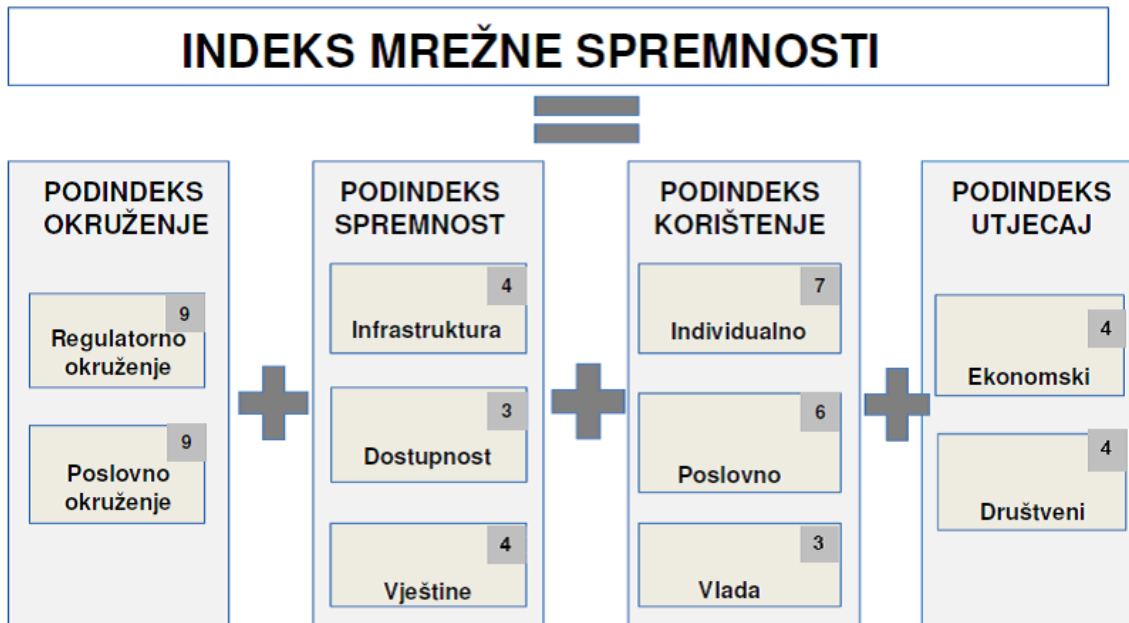 INDEKS MREŽNE SPREMNOSTI
PODINDEKS
OKRUŽENJE
9
Regulatorno
okruženje
9
Poslovno
okruženje
PODINDEKS
SPREMNOST
4
Infrastruktura
3
Dostupnost
4
Vještine
PODINDEKS
KORIŠTENJE
7
Individualno
6
Poslovno
3
Vlada
PODINDEKS
UTJECAJ
4
Ekonomski
4
Društveni